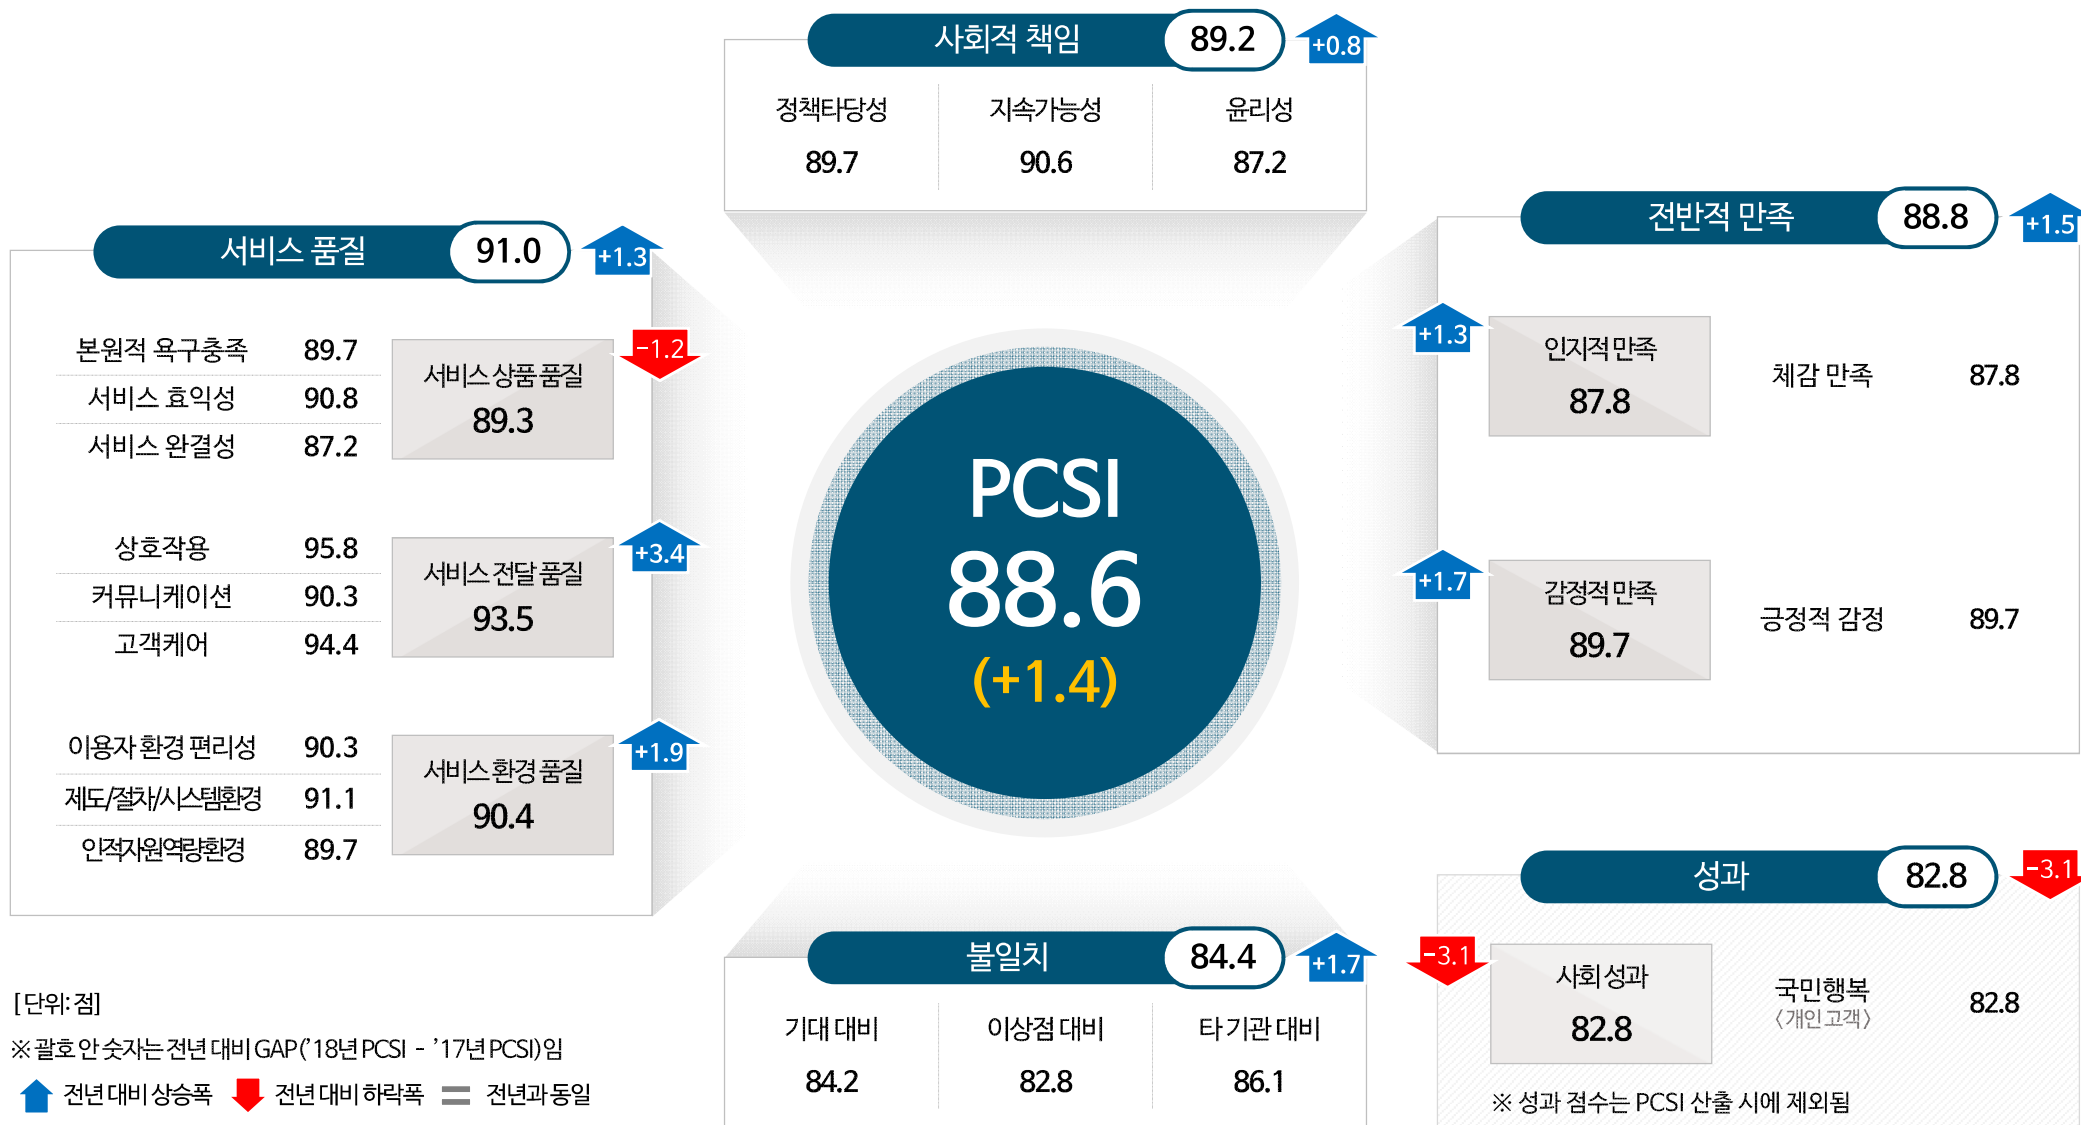 사회적 책임 89.2 +0.8
정책타당성 지속가능성 윤리성
89.7 90.6 87.2
서비스 품질 91.0 +1.3
본원적 욕구충족 89.7
서비스 효익성 90.8
서비스 완결성 87.2
서비스 상품 품질
89.3
-1.2
상호작용 95.8
커뮤니케이션 90.3
고객케어 94.4
서비스 전달 품질
93.5
+3.4
이용자 환경 편리성 90.3
제도/절차/시스템환경 91.1
인적자원역량환경 89.7
서비스 환경 품질
90.4
+1.9
PCSI
88.6
(+1.4)
전반적 만족 88.8 +1.5
+1.3
인지적 만족
87.8
체감 만족 87.8
+1.7
감정적 만족
89.7
긍정적 감정 89.7
불일치 84.4 +1.7
기대 대비 이상점 대비 타 기관 대비
84.2 82.8 86.1
성과 82.8 -3.1
-3.1
사회 성과
82.8
국민행복 82.8
〈개인 고객〉
※ 성과 점수는 PCSI 산출 시에 제외됨
[단위: 점]
※ 괄호 안 숫자는 전년 대비 GAP(’18년 PCSI - ’17년 PCSI)임
전년 대비 상승폭 전년 대비 하락폭 전년과 동일